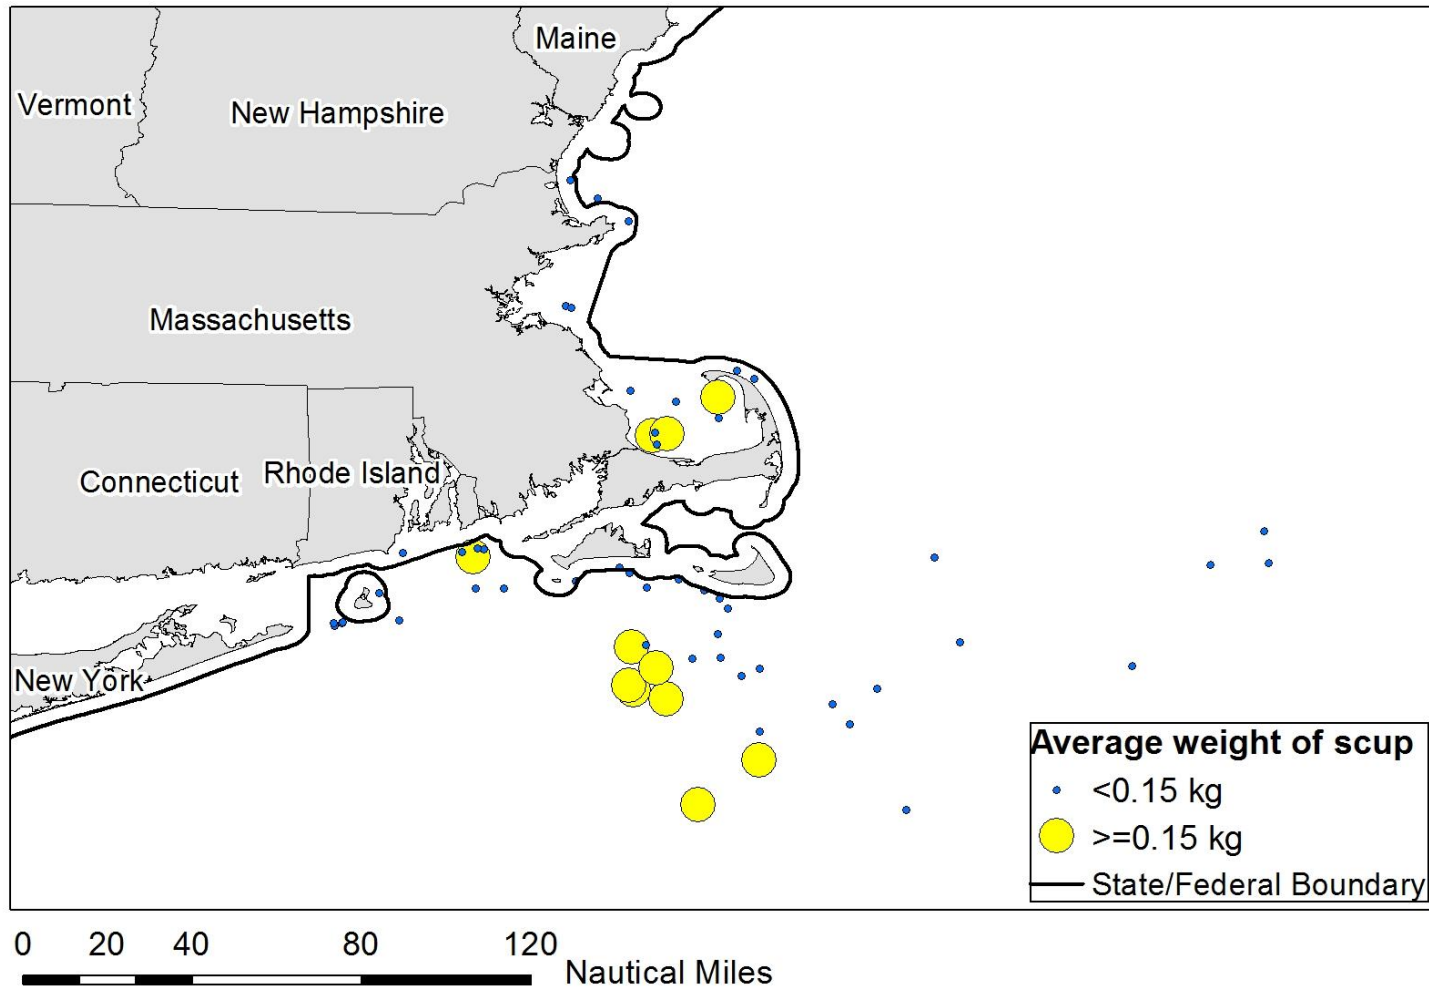 Maine
Vermont
New Hampshire
Massachusetts
Rhode Island
Connecticut
New York
Average weight of scup
<0.15 kg
>=0.15 kg
State/Federal Boundary
0 20 40 80 120
Nautical Miles